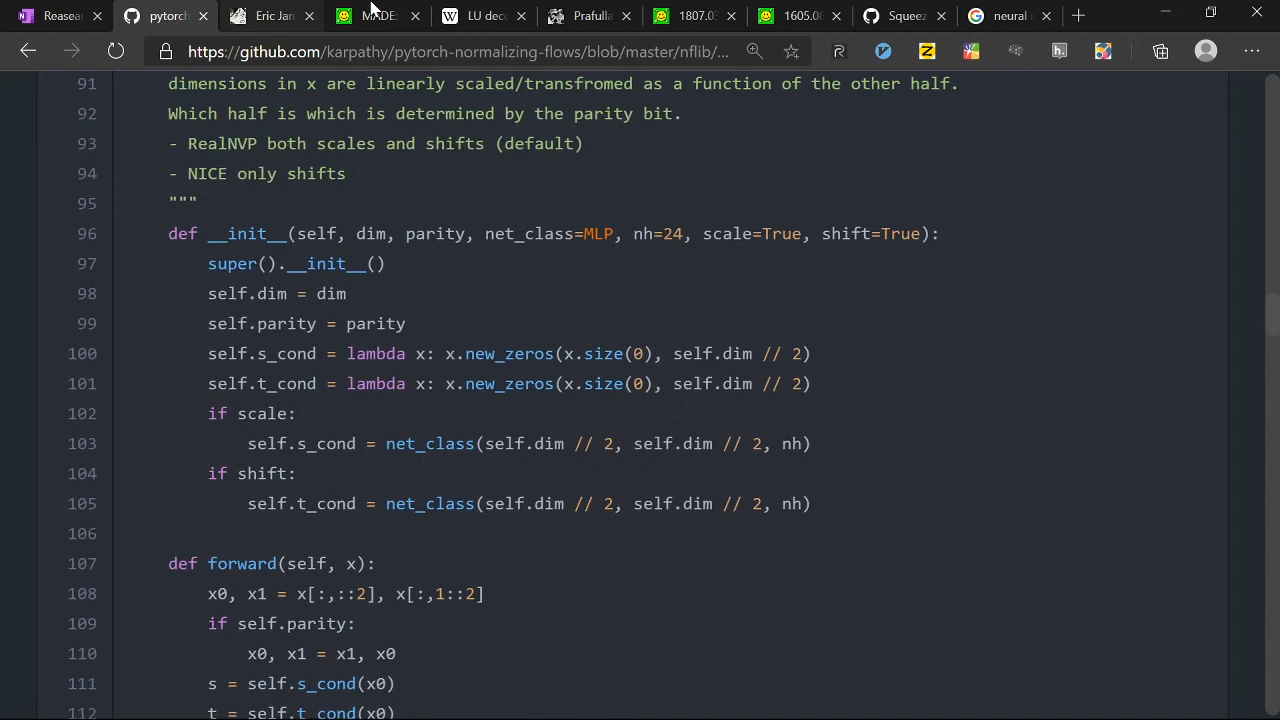 Reasear
pytorch
Eric Jan
MADE:
LU deco
Prafulla
1807.03
1605.08
Squeez
neural n
https://github.com/karpathy/pytorch-normalizing-flows/blob/master/nflib/...
91 dimensions in x are linearly scaled/transfromed as a function of the other half.
92 Which half is which is determined by the parity bit.
93 - RealNVP both scales and shifts (default)
94 - NICE only shifts
95 """
96 def __init__(self, dim, parity, net_class=MLP, nh=24, scale=True, shift=True):
97 super().__init__()
98 self.dim = dim
99 self.parity = parity
100 self.s_cond = lambda x: x.new_zeros(x.size(0), self.dim // 2)
101 self.t_cond = lambda x: x.new_zeros(x.size(0), self.dim // 2)
102 if scale:
103 self.s_cond = net_class(self.dim // 2, self.dim // 2, nh)
104 if shift:
105 self.t_cond = net_class(self.dim // 2, self.dim // 2, nh)
106
107 def forward(self, x):
108 x0, x1 = x[:,::2], x[:,1::2]
109 if self.parity:
110 x0, x1 = x1, x0
111 s = self.s_cond(x0)
112 t = self.t_cond(x0)